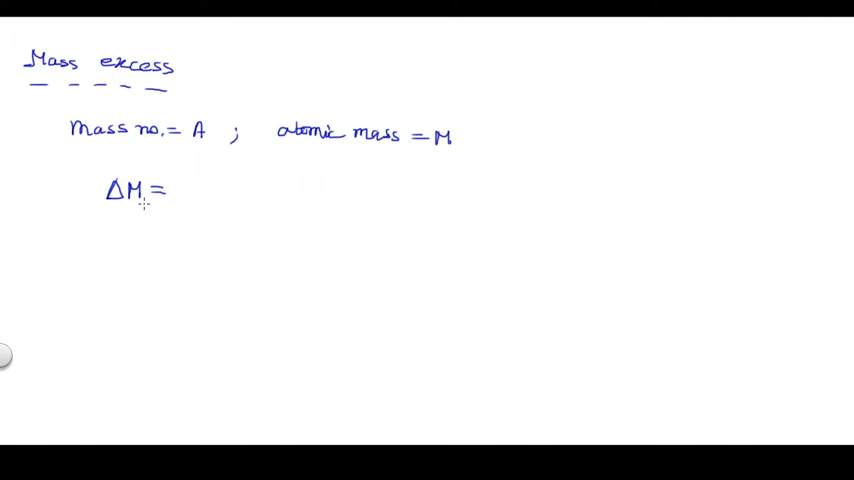 Mass excess
Mass no. = A ; atomic mass = M
ΔM =